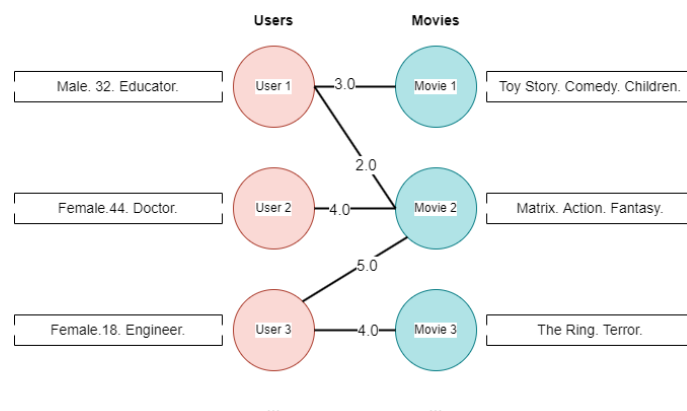 Users
Movies
Male. 32. Educator.
User 1
3.0
Movie 1
Toy Story. Comedy. Children.
2.0
Female.44. Doctor.
User 2
4.0
Movie 2
Matrix. Action. Fantasy.
5.0
Female.18. Engineer.
User 3
4.0
Movie 3
The Ring. Terror.
...
...